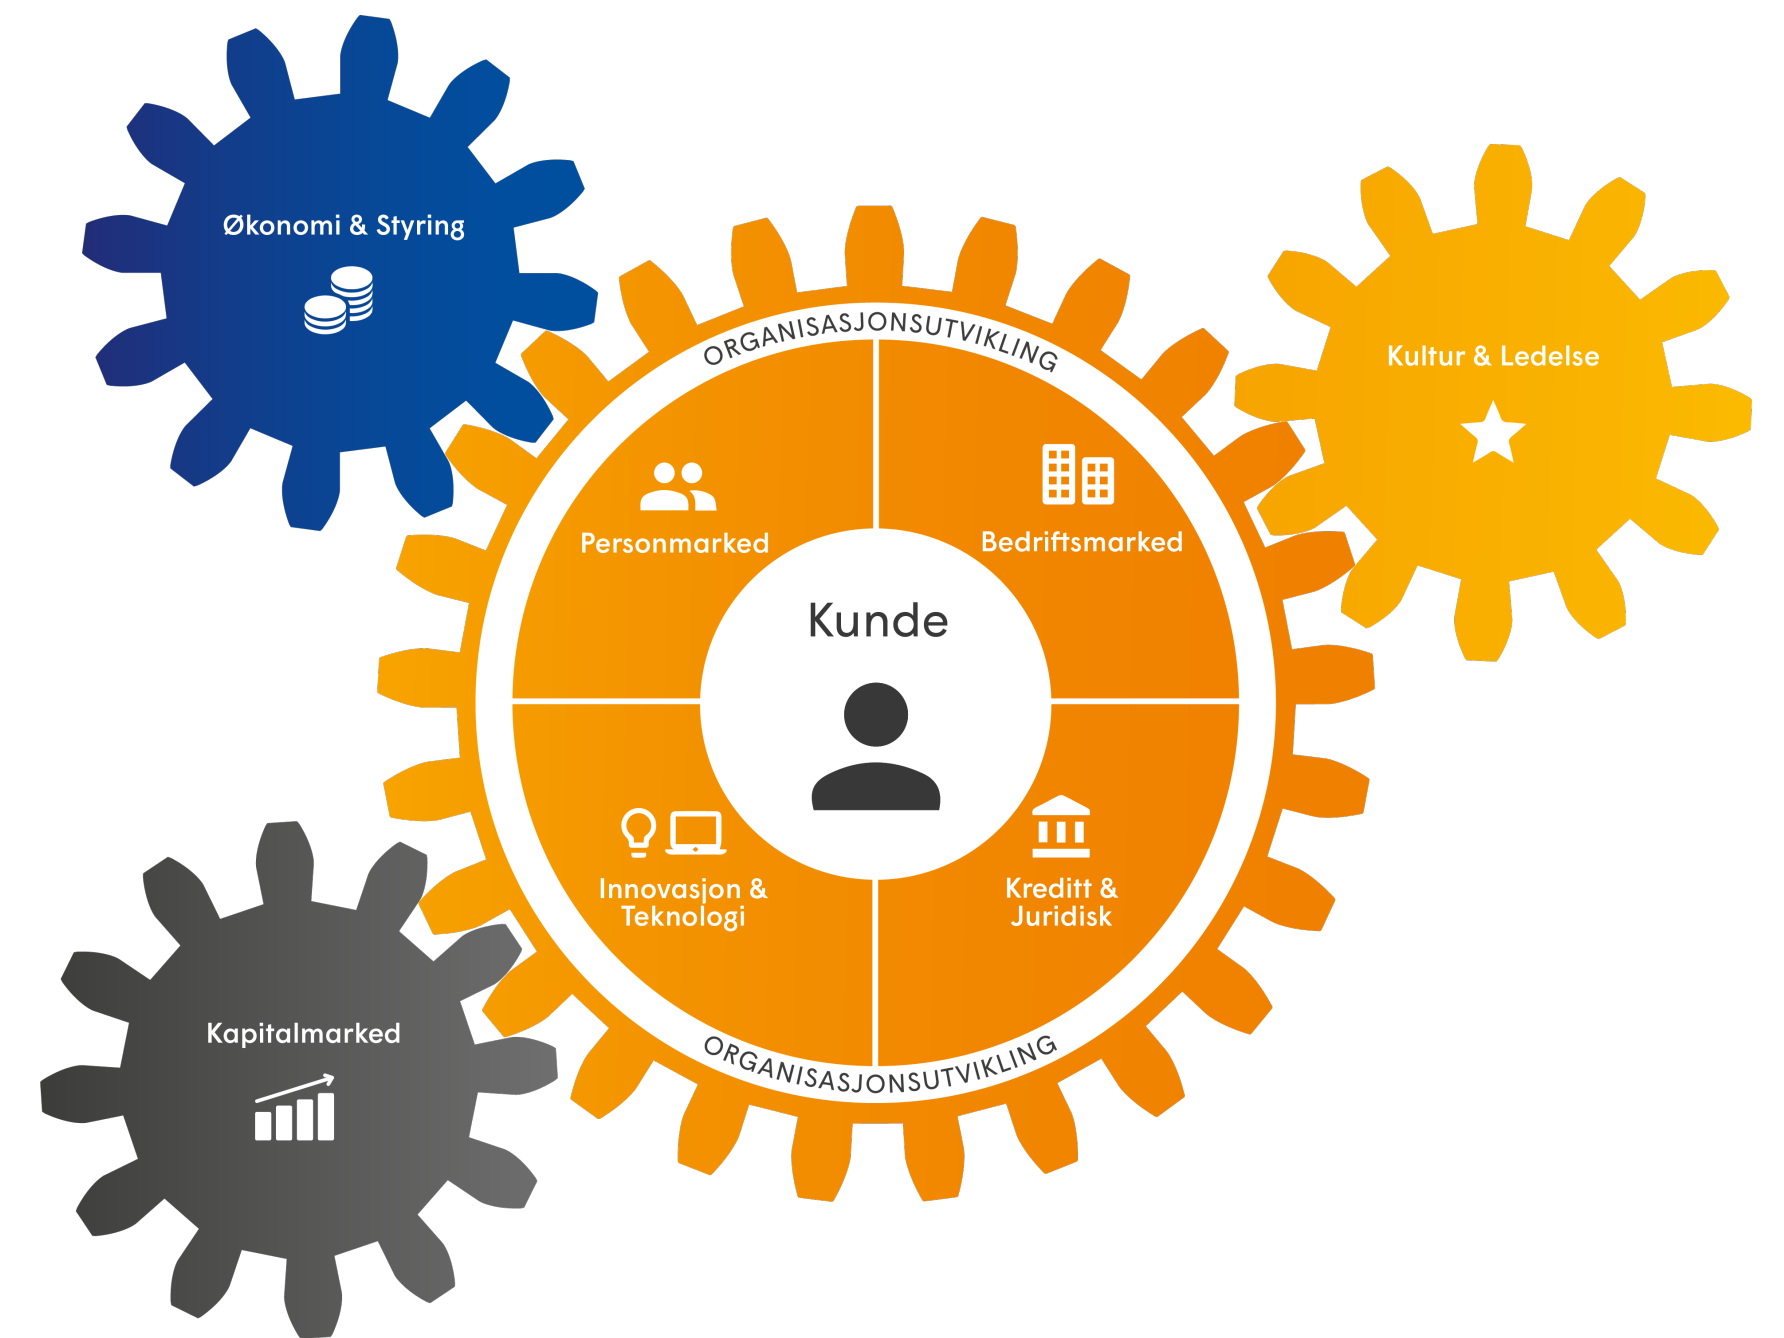 Økonomi & Styring
ORGANISASJONSUTVIKLING
Kultur & Ledelse
Personmarked
Bedriftsmarked
Kunde
Innovasjon &
Teknologi
Kreditt &
Juridisk
Kapitalmarked
ORGANISASJONSUTVIKLING